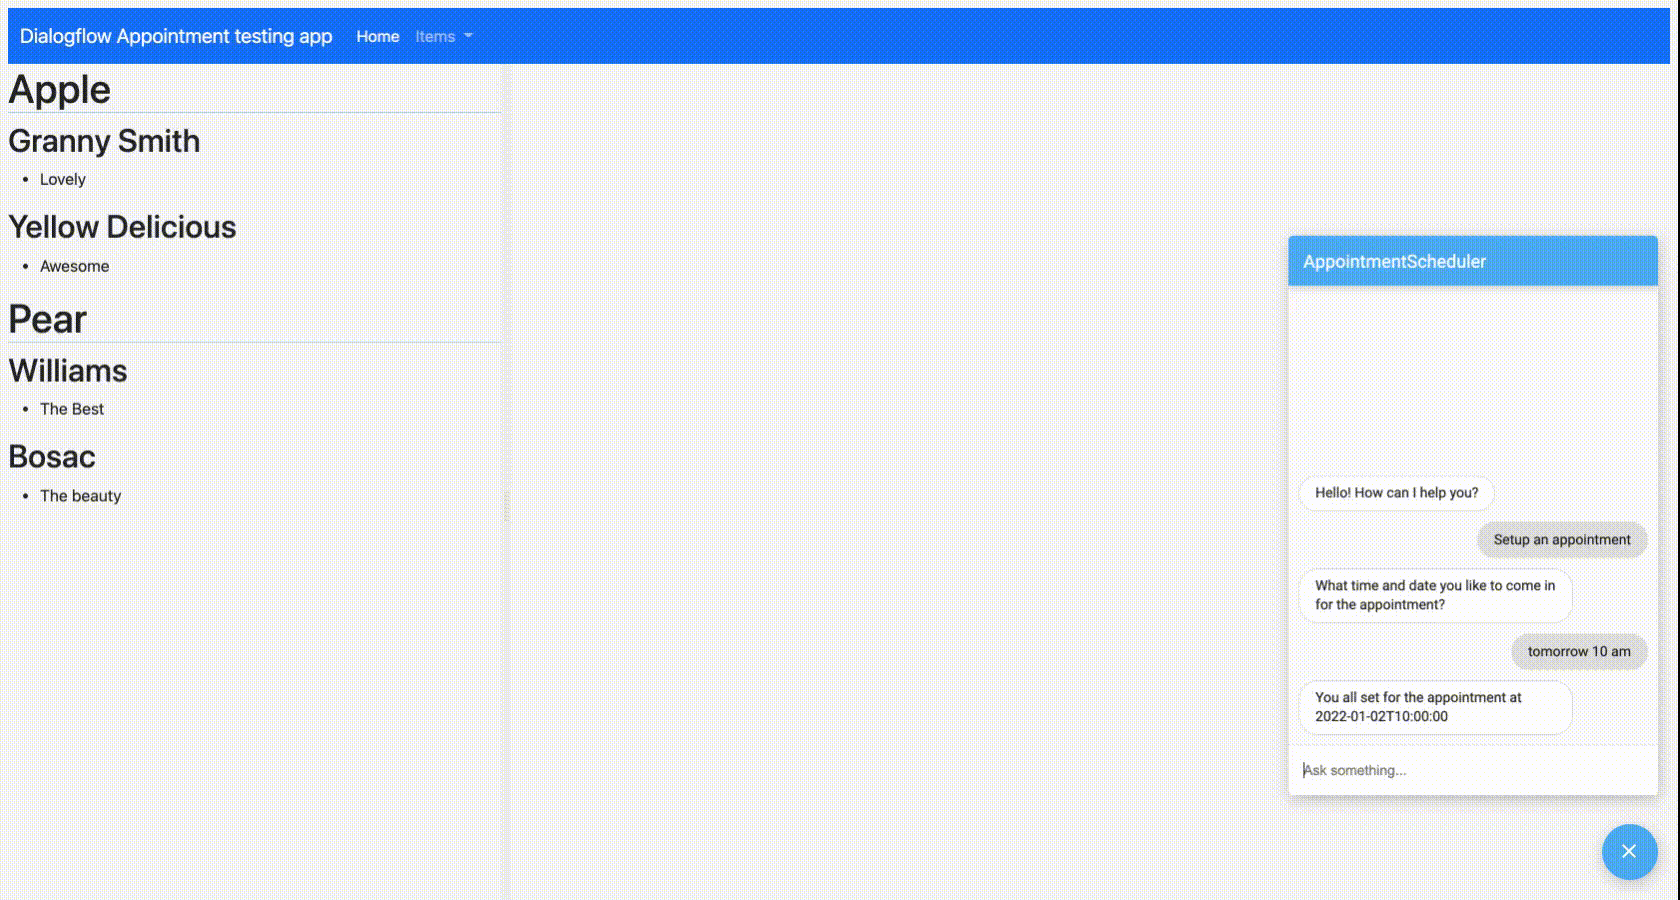 Dialogflow Appointment testing app Home Items
Apple
Granny Smith
Lovely
Yellow Delicious
Awesome
Pear
Williams
The Best
Bosac
The beauty
AppointmentScheduler
Hello! How can I help you?
Setup an appointment
What time and date you like to come in
for the appointment?
tomorrow 10 am
You all set for the appointment at
2022-01-02T10:00:00
Ask something...